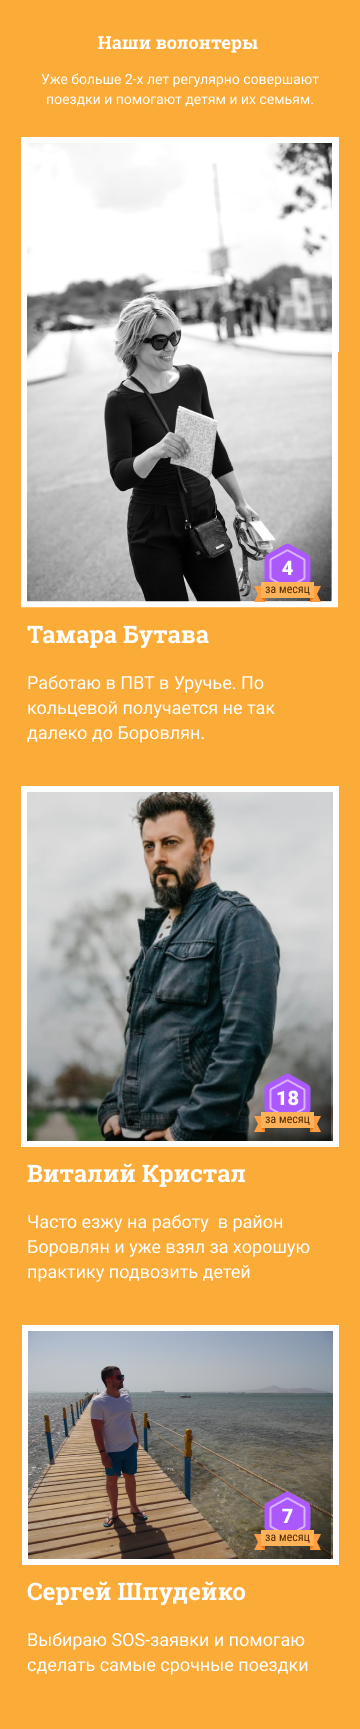 Наши волонтеры
Уже больше 2-х лет регулярно совершают
поездки и помогают детям и их семьям.
4
за месяц
Тамара Бутава
Работаю в ПВТ в Уручье. По
кольцевой получается не так
далеко до Боровлян.
18
за месяц
Виталий Кристал
Часто езжу на работу  в район
Боровлян и уже взял за хорошую
практику подвозить детей
7
за месяц
Сергей Шпудейко
Выбираю SOS-заявки и помогаю
сделать самые срочные поездки